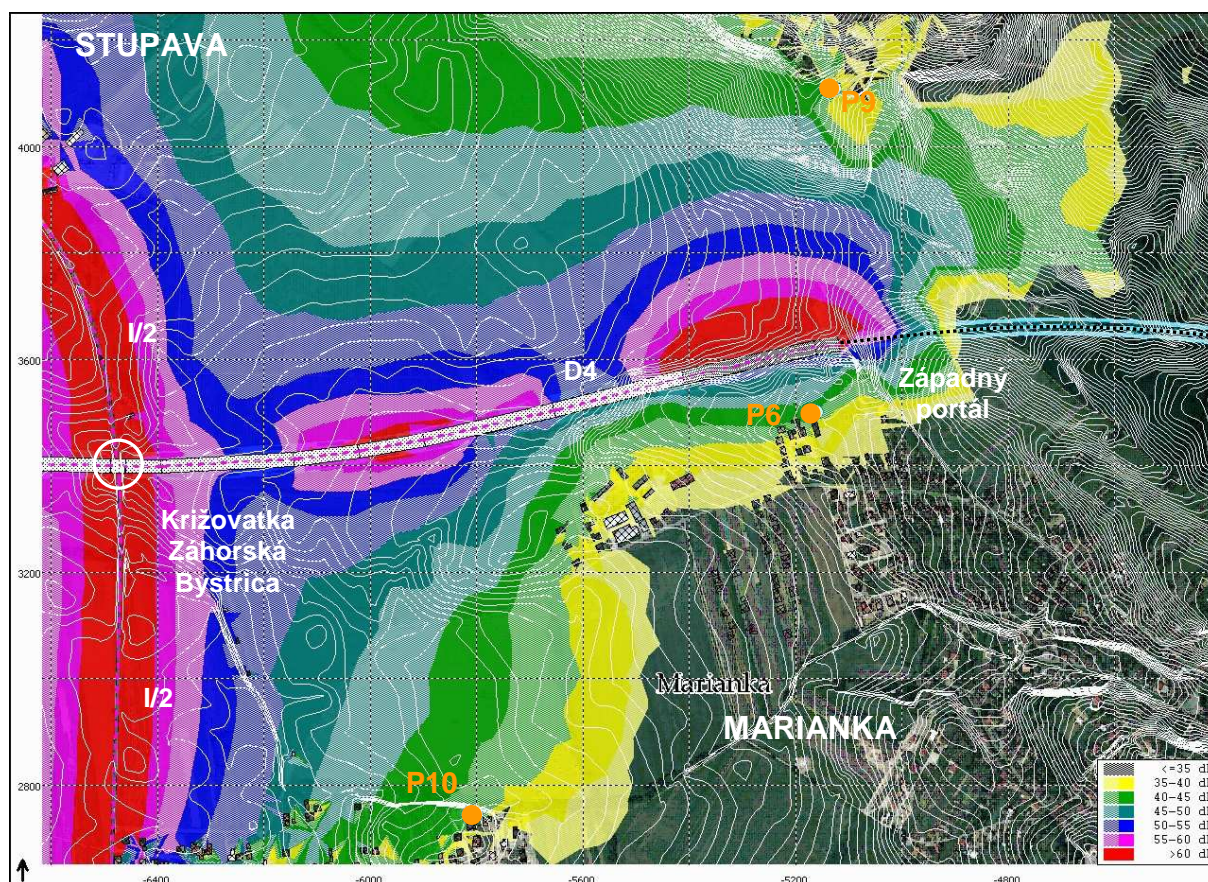 STUPAVA
P9
4000
I/2
3600
D4
Západný
portál
P6
Križovatka
Záhorská
Bystrica
3200
I/2
Marianka
MARIANKA
P10
2800
<=35 d
35-40 d
40-45 d
45-50 d
50-55 d
55-60 d
>60 d
-6400
-6000
-5600
-5200
-4800